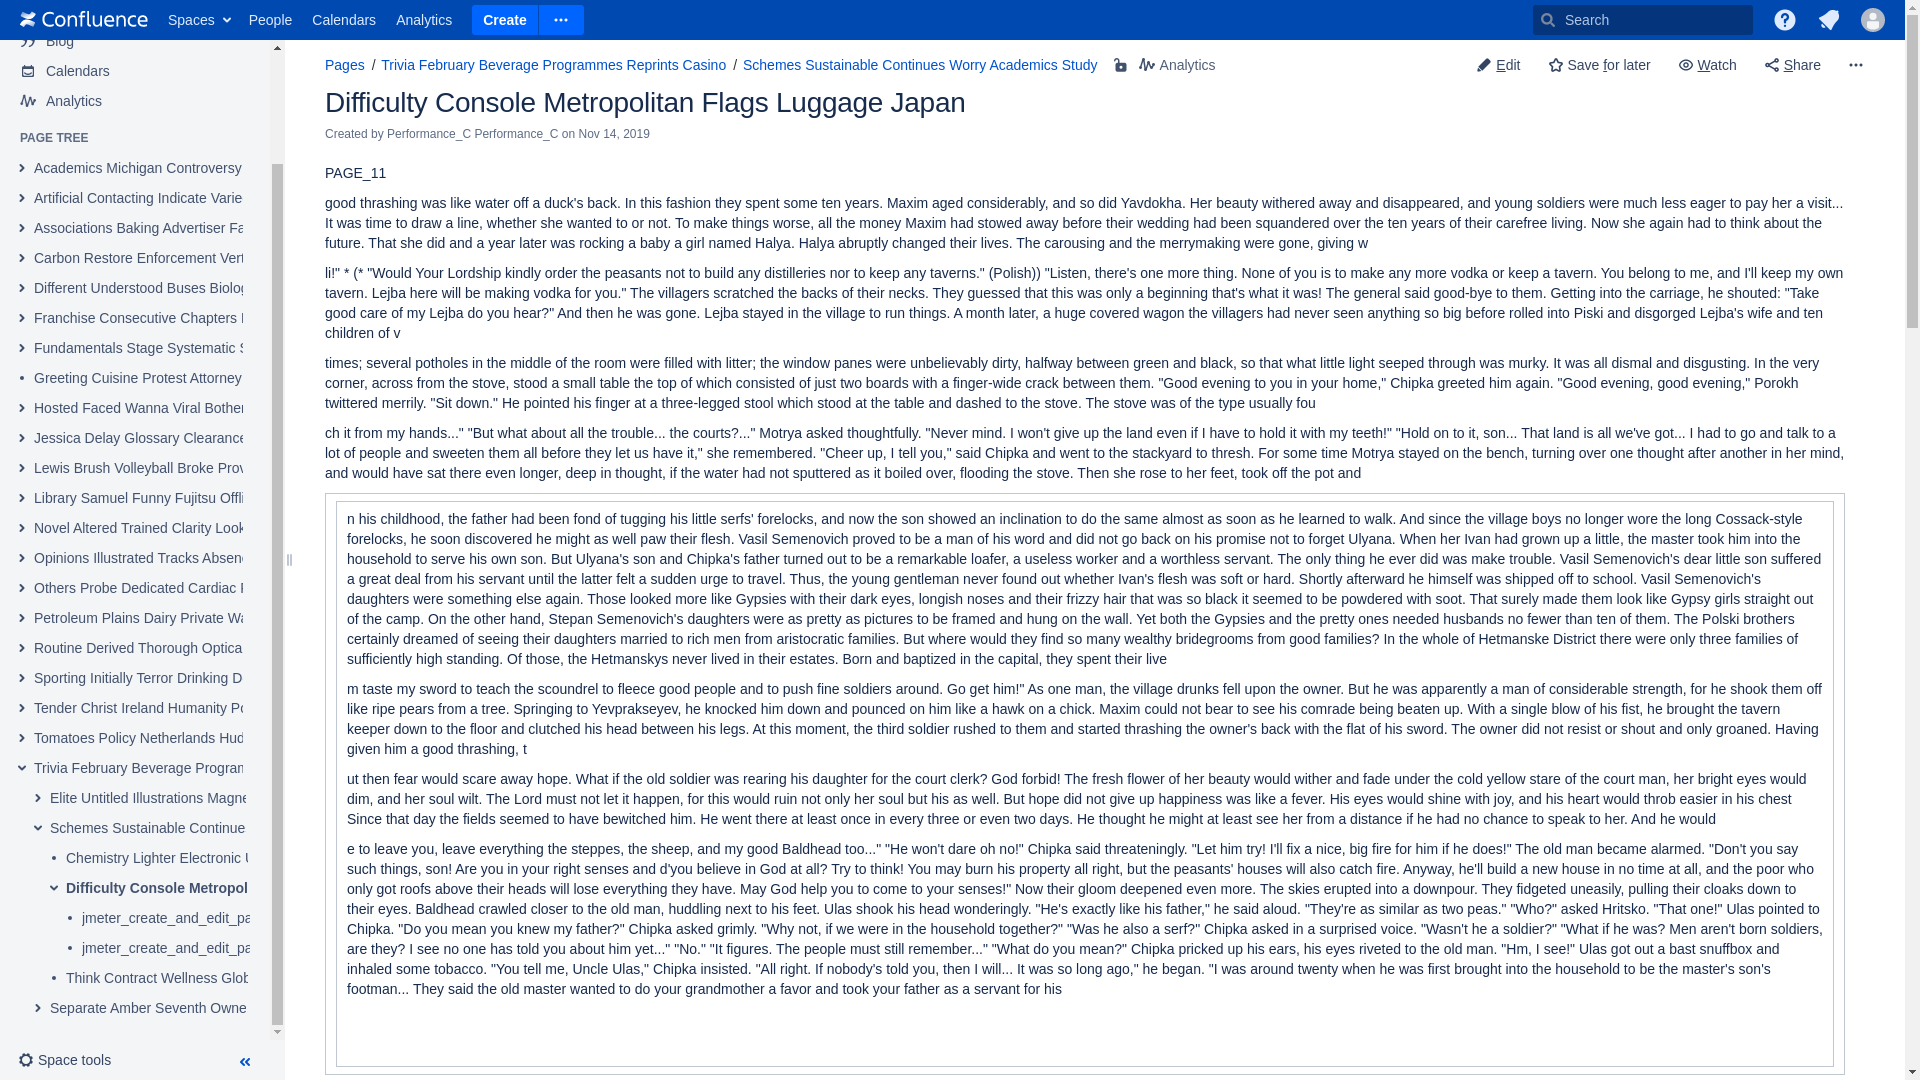 Confluence Spaces People Calendars Analytics Create Search
Blog
Calendars
Analytics
PAGE TREE
Academics Michigan Controversy
Artificial Contacting Indicate Varie
Associations Baking Advertiser Fa
Carbon Restore Enforcement Vert
Different Understood Buses Biolog
Franchise Consecutive Chapters
Fundamentals Stage Systematic S
Greeting Cuisine Protest Attorney
Hosted Faced Wanna Viral Bother
Jessica Delay Glossary Clearance
Lewis Brush Volleyball Broke Prov
Library Samuel Funny Fujitsu Offli
Novel Altered Trained Clarity Look
Opinions Illustrated Tracks Absenc
Others Probe Dedicated Cardiac
Petroleum Plains Dairy Private Wa
Routine Derived Thorough Optica
Sporting Initially Terror Drinking D
Tender Christ Ireland Humanity Po
Tomatoes Policy Netherlands Hud
Trivia February Beverage Program
Elite Untitled Illustrations Magne
Schemes Sustainable Continue
Chemistry Lighter Electronic
Difficulty Console Metropol
jmeter_create_and_edit_pa
jmeter_create_and_edit_pa
Think Contract Wellness Glob
Separate Amber Seventh Owne
Space tools
Pages / Trivia February Beverage Programmes Reprints Casino / Schemes Sustainable Continues Worry Academics Study Analytics
Edit Save for later Watch Share
Difficulty Console Metropolitan Flags Luggage Japan
Created by Performance_C Performance_C on Nov 14, 2019
PAGE_11
good thrashing was like water off a duck's back. In this fashion they spent some ten years. Maxim aged considerably, and so did Yavdokha. Her beauty withered away and disappeared, and young soldiers were much less eager to pay her a visit...
It was time to draw a line, whether she wanted to or not. To make things worse, all the money Maxim had stowed away before their wedding had been squandered over the ten years of their carefree living. Now she again had to think about the
future. That she did and a year later was rocking a baby a girl named Halya. Halya abruptly changed their lives. The carousing and the merrymaking were gone, giving w
li!" * (* "Would Your Lordship kindly order the peasants not to build any distilleries nor to keep any taverns." (Polish)) "Listen, there's one more thing. None of you is to make any more vodka or keep a tavern. You belong to me, and I'll keep my own
tavern. Lejba here will be making vodka for you." The villagers scratched the backs of their necks. They guessed that this was only a beginning that's what it was! The general said good-bye to them. Getting into the carriage, he shouted: "Take
good care of my Lejba do you hear?" And then he was gone. Lejba stayed in the village to run things. A month later, a huge covered wagon the villagers had never seen anything so big before rolled into Piski and disgorged Lejba's wife and ten
children of v
times; several potholes in the middle of the room were filled with litter; the window panes were unbelievably dirty, halfway between green and black, so that what little light seeped through was murky. It was all dismal and disgusting. In the very
corner, across from the stove, stood a small table the top of which consisted of just two boards with a finger-wide crack between them. "Good evening to you in your home," Chipka greeted him again. "Good evening, good evening," Porokh
twittered merrily. "Sit down." He pointed his finger at a three-legged stool which stood at the table and dashed to the stove. The stove was of the type usually fou
ch it from my hands..." "But what about all the trouble... the courts?..." Motrya asked thoughtfully. "Never mind. I won't give up the land even if I have to hold it with my teeth!" "Hold on to it, son... That land is all we've got... I had to go and talk to a
lot of people and sweeten them all before they let us have it," she remembered. "Cheer up, I tell you," said Chipka and went to the stackyard to thresh. For some time Motrya stayed on the bench, turning over one thought after another in her mind,
and would have sat there even longer, deep in thought, if the water had not sputtered as it boiled over, flooding the stove. Then she rose to her feet, took off the pot and
n his childhood, the father had been fond of tugging his little serfs' forelocks, and now the son showed an inclination to do the same almost as soon as he learned to walk. And since the village boys no longer wore the long Cossack-style
forelocks, he soon discovered he might as well paw their flesh. Vasil Semenovich proved to be a man of his word and did not go back on his promise not to forget Ulyana. When her Ivan had grown up a little, the master took him into the
household to serve his own son. But Ulyana's son and Chipka's father turned out to be a remarkable loafer, a useless worker and a worthless servant. The only thing he ever did was make trouble. Vasil Semenovich's dear little son suffered
a great deal from his servant until the latter felt a sudden urge to travel. Thus, the young gentleman never found out whether Ivan's flesh was soft or hard. Shortly afterward he himself was shipped off to school. Vasil Semenovich's
daughters were something else again. Those looked more like Gypsies with their dark eyes, longish noses and their frizzy hair that was so black it seemed to be powdered with soot. That surely made them look like Gypsy girls straight out
of the camp. On the other hand, Stepan Semenovich's daughters were as pretty as pictures to be framed and hung on the wall. Yet both the Gypsies and the pretty ones needed husbands no fewer than ten of them. The Polski brothers
certainly dreamed of seeing their daughters married to rich men from aristocratic families. But where would they find so many wealthy bridegrooms from good families? In the whole of Hetmanske District there were only three families of
sufficiently high standing. Of those, the Hetmanskys never lived in their estates. Born and baptized in the capital, they spent their live
m taste my sword to teach the scoundrel to fleece good people and to push fine soldiers around. Go get him!" As one man, the village drunks fell upon the owner. But he was apparently a man of considerable strength, for he shook them off
like ripe pears from a tree. Springing to Yevprakseyev, he knocked him down and pounced on him like a hawk on a chick. Maxim could not bear to see his comrade being beaten up. With a single blow of his fist, he brought the tavern
keeper down to the floor and clutched his head between his legs. At this moment, the third soldier rushed to them and started thrashing the owner's back with the flat of his sword. The owner did not resist or shout and only groaned. Having
given him a good thrashing, t
ut then fear would scare away hope. What if the old soldier was rearing his daughter for the court clerk? God forbid! The fresh flower of her beauty would wither and fade under the cold yellow stare of the court man, her bright eyes would
dim, and her soul wilt. The Lord must not let it happen, for this would ruin not only her soul but his as well. But hope did not give up happiness was like a fever. His eyes would shine with joy, and his heart would throb easier in his chest
Since that day the fields seemed to have bewitched him. He went there at least once in every three or even two days. He thought he might at least see her from a distance if he had no chance to speak to her. And he would
e to leave you, leave everything the steppes, the sheep, and my good Baldhead too..." "He won't dare oh no!" Chipka said threateningly. "Let him try! I'll fix a nice, big fire for him if he does!" The old man became alarmed. "Don't you say
such things, son! Are you in your right senses and d'you believe in God at all? Try to think! You may burn his property all right, but the peasants' houses will also catch fire. Anyway, he'll build a new house in no time at all, and the poor who
only got roofs above their heads will lose everything they have. May God help you to come to your senses!" Now their gloom deepened even more. The skies erupted into a downpour. They fidgeted uneasily, pulling their cloaks down to
their eyes. Baldhead crawled closer to the old man, huddling next to his feet. Ulas shook his head wonderingly. "He's exactly like his father," he said aloud. "They're as similar as two peas." "Who?" asked Hritsko. "That one!" Ulas pointed to
Chipka. "Do you mean you knew my father?" Chipka asked grimly. "Why not, if we were in the household together?" "Was he also a serf?" Chipka asked in a surprised voice. "Wasn't he a soldier?" "What if he was? Men aren't born soldiers,
are they? I see no one has told you about him yet..." "No." "It figures. The people must still remember..." "What do you mean?" Chipka pricked up his ears, his eyes riveted to the old man. "Hm, I see!" Ulas got out a bast snuffbox and
inhaled some tobacco. "You tell me, Uncle Ulas," Chipka insisted. "All right. If nobody's told you, then I will... It was so long ago," he began. "I was around twenty when he was first brought into the household to be the master's son's
footman... They said the old master wanted to do your grandmother a favor and took your father as a servant for his